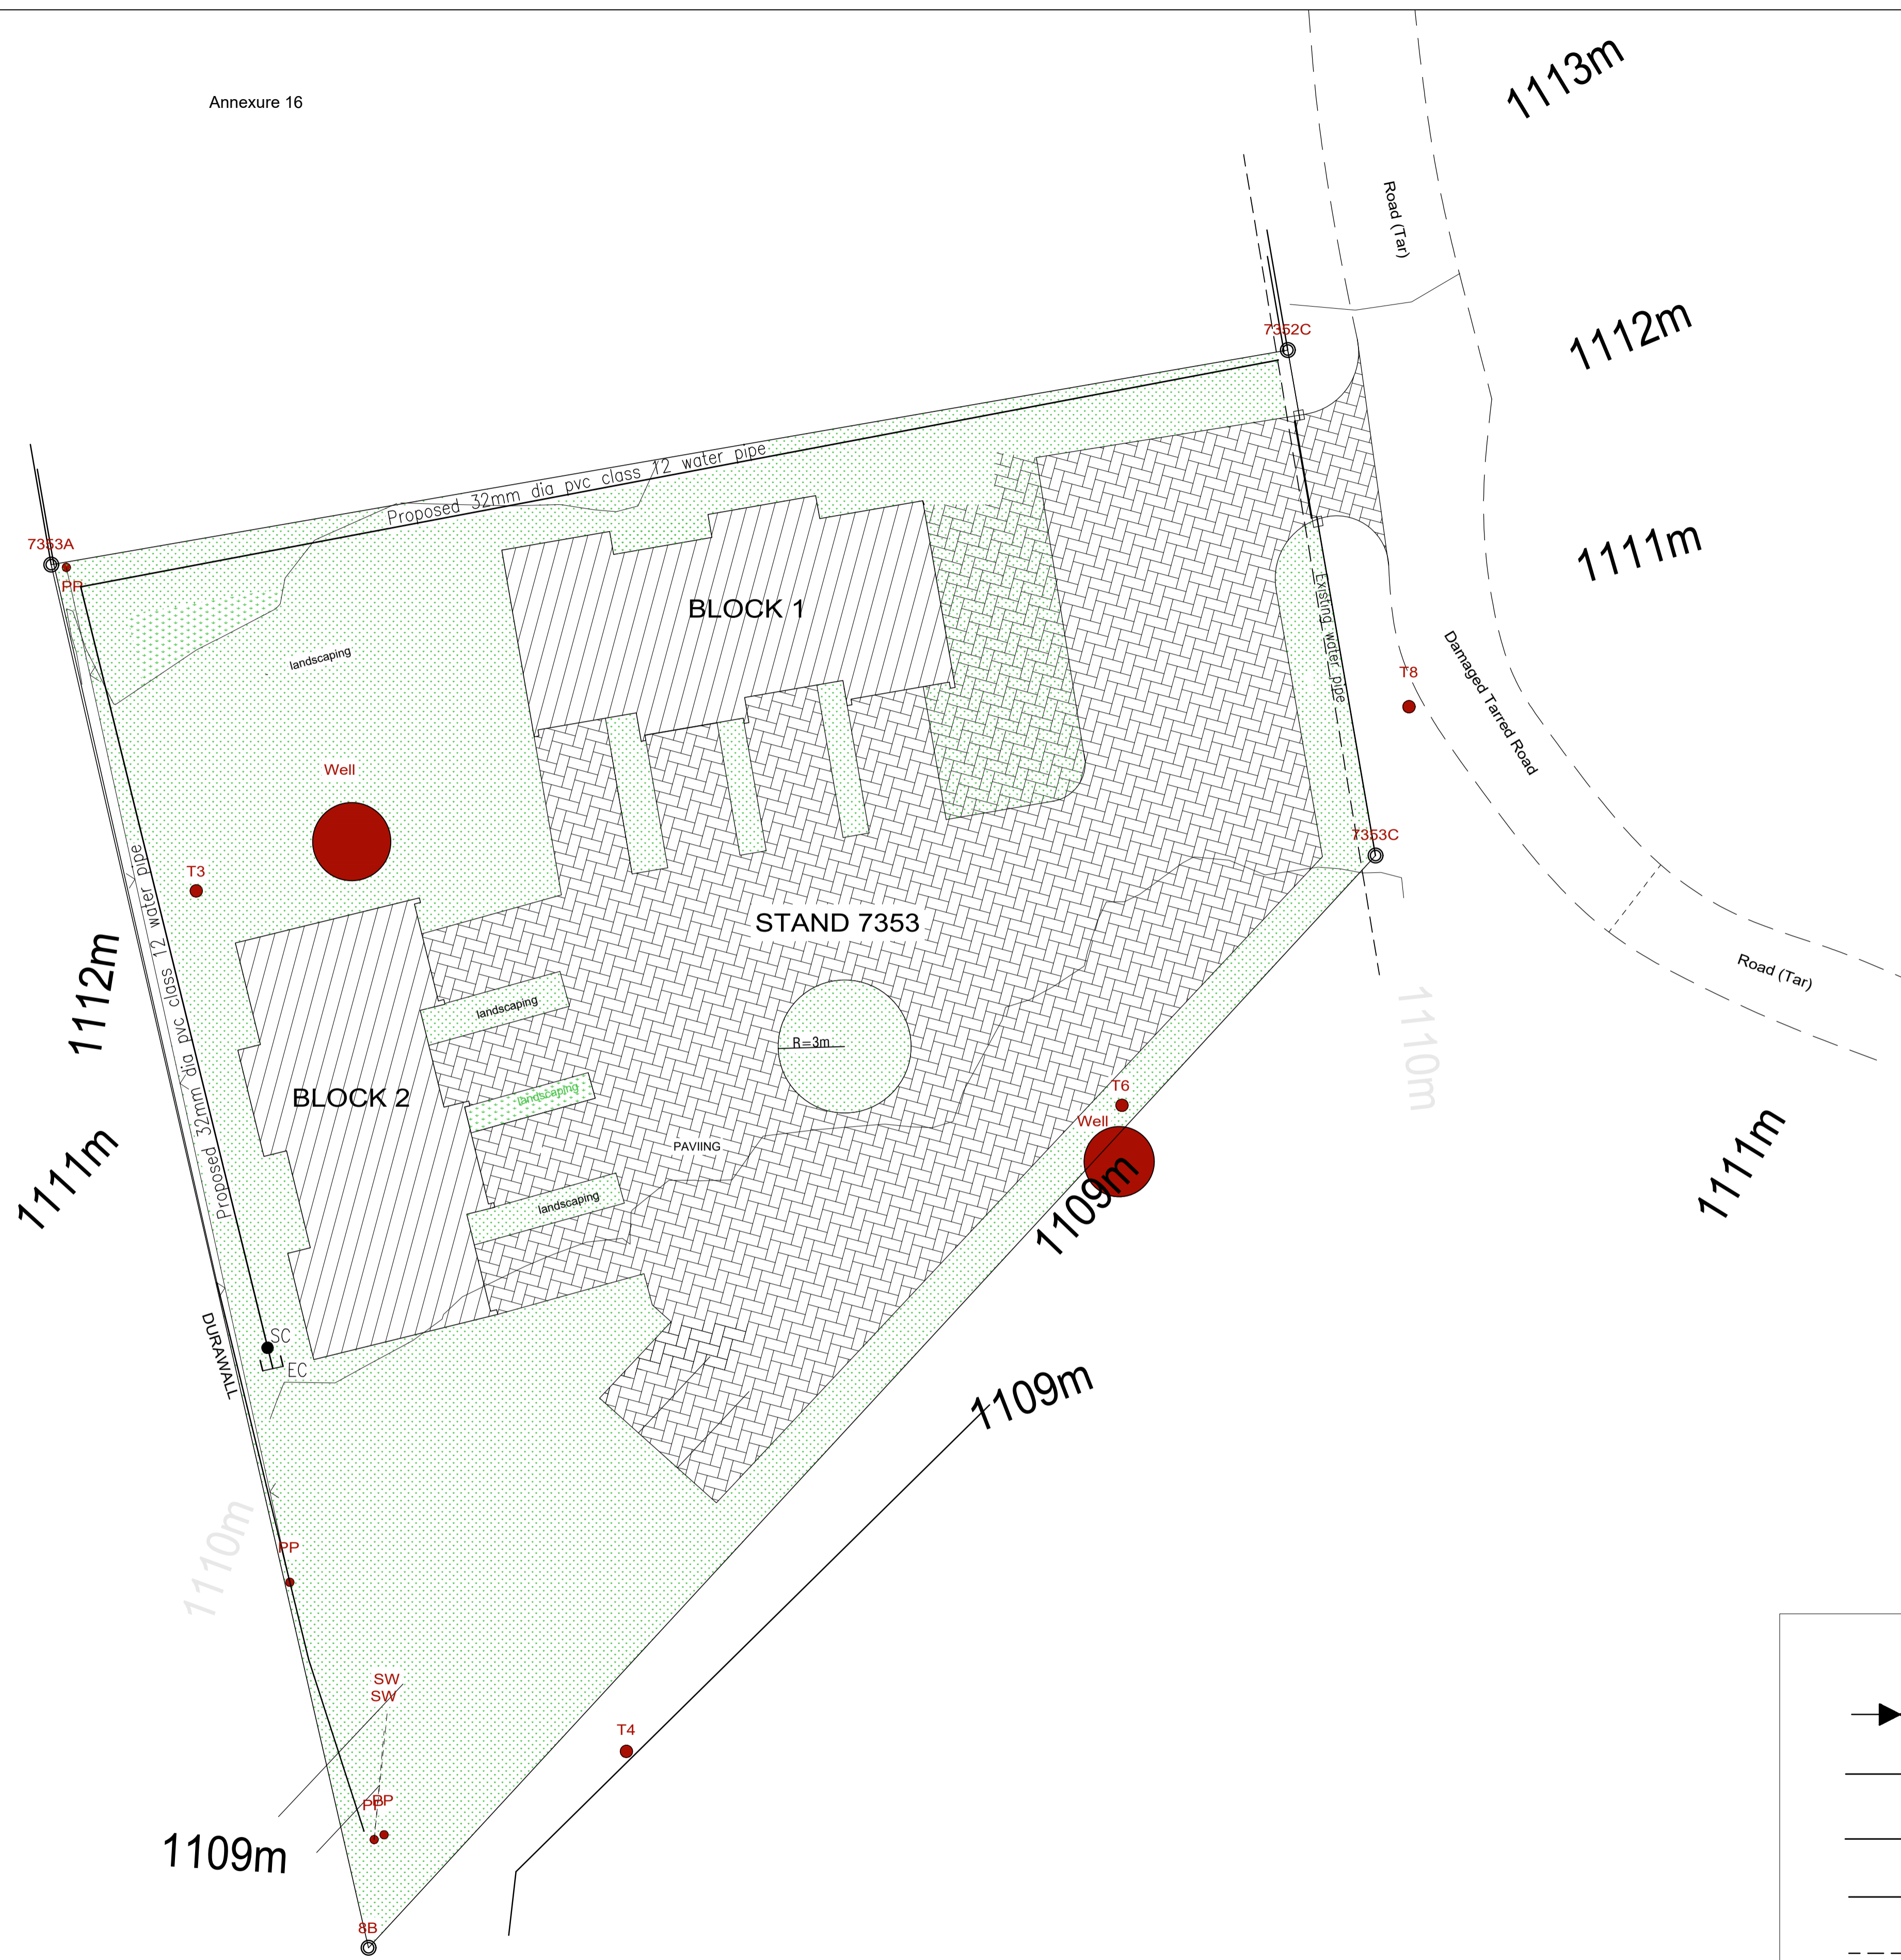 Annexure 16
1113m
Road (Tar)
1112m
7352C
Proposed 32mm dia pvc class 12 water pipe
7353A
PP
1111m
BLOCK 1
Existing water pipe
landscaping
Damaged Tarred Road
T8
Well
7353C
T3
Proposed 32mm dia pvc class 12 water pipe
STAND 7353
1112m
Road (Tar)
landscaping
1110m
R=3m
BLOCK 2
landscaping
T6
Well
1111m
PAVIING
1111m
landscaping
1109m
SC
DURAWALL
EC
1109m
PP
1110m
SW
SW
T4
PP
BP
1109m
8B